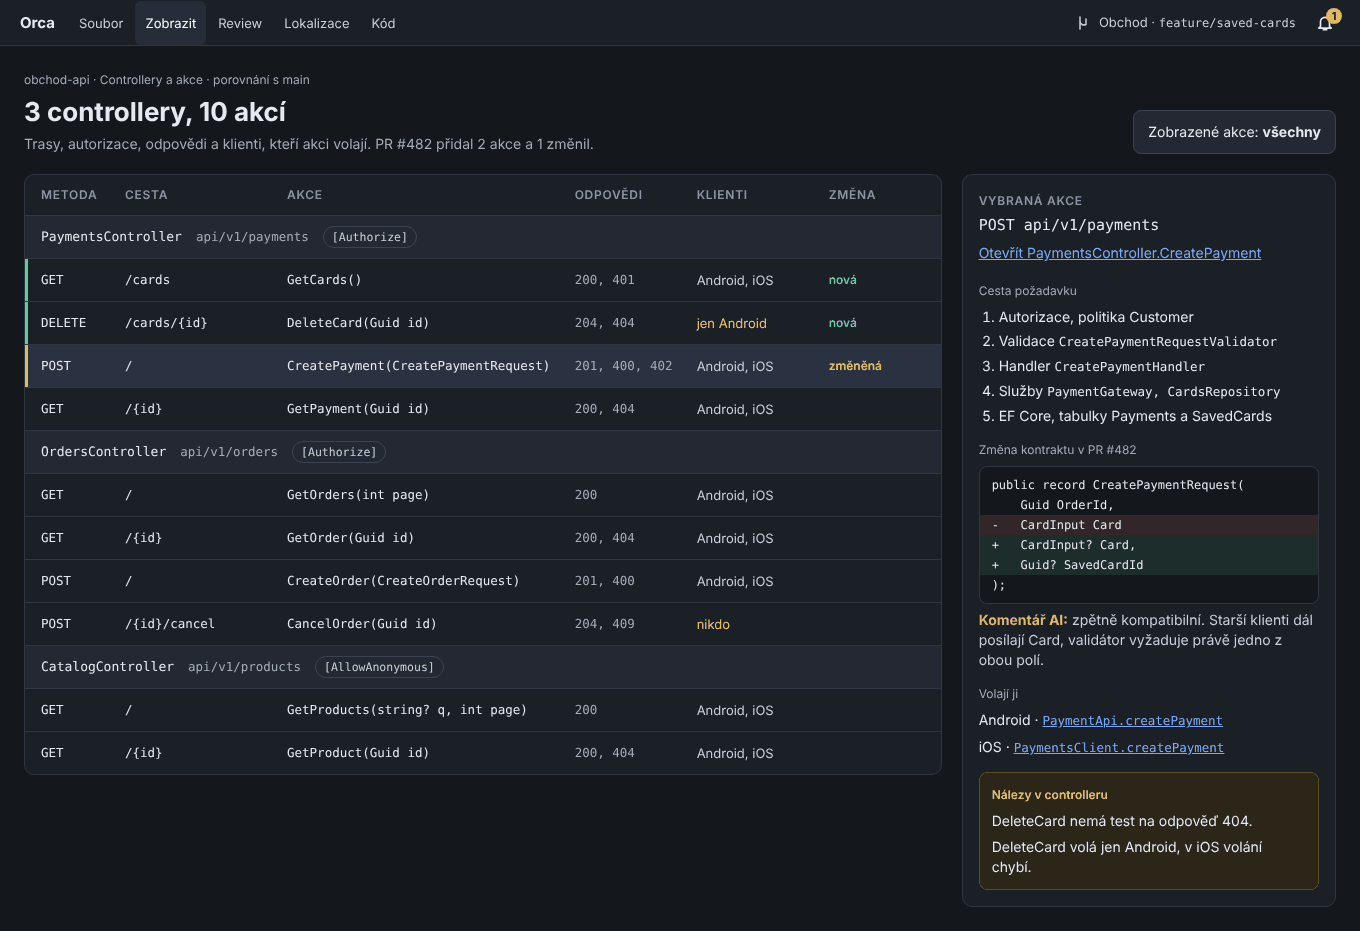 Orca Soubor Zobrazit Review Lokalizace Kód Obchod · feature/saved-cards 1
obchod-api · Controllery a akce · porovnání s main
3 controllery, 10 akcí
Trasy, autorizace, odpovědi a klienti, kteří akci volají. PR #482 přidal 2 akce a 1 změnil.
Zobrazené akce: všechny
METODA CESTA AKCE ODPOVĚDI KLIENTI ZMĚNA
PaymentsController api/v1/payments [Authorize]
GET /cards GetCards() 200, 401 Android, iOS nová
DELETE /cards/{id} DeleteCard(Guid id) 204, 404 jen Android nová
POST / CreatePayment(CreatePaymentRequest) 201, 400, 402 Android, iOS změněná
GET /{id} GetPayment(Guid id) 200, 404 Android, iOS
OrdersController api/v1/orders [Authorize]
GET / GetOrders(int page) 200 Android, iOS
GET /{id} GetOrder(Guid id) 200, 404 Android, iOS
POST / CreateOrder(CreateOrderRequest) 201, 400 Android, iOS
POST /{id}/cancel CancelOrder(Guid id) 204, 409 nikdo
CatalogController api/v1/products [AllowAnonymous]
GET / GetProducts(string? q, int page) 200 Android, iOS
GET /{id} GetProduct(Guid id) 200, 404 Android, iOS
VYBRANÁ AKCE
POST api/v1/payments
Otevřít PaymentsController.CreatePayment
Cesta požadavku
1. Autorizace, politika Customer
2. Validace CreatePaymentRequestValidator
3. Handler CreatePaymentHandler
4. Služby PaymentGateway, CardsRepository
5. EF Core, tabulky Payments a SavedCards
Změna kontraktu v PR #482
public record CreatePaymentRequest(
Guid OrderId,
- CardInput Card
+ CardInput? Card,
+ Guid? SavedCardId
);
Komentář AI: zpětně kompatibilní. Starší klienti dál
posílají Card, validátor vyžaduje právě jedno z
obou polí.
Volají ji
Android · PaymentApi.createPayment
iOS · PaymentsClient.createPayment
Nálezy v controlleru
DeleteCard nemá test na odpověď 404.
DeleteCard volá jen Android, v iOS volání
chybí.